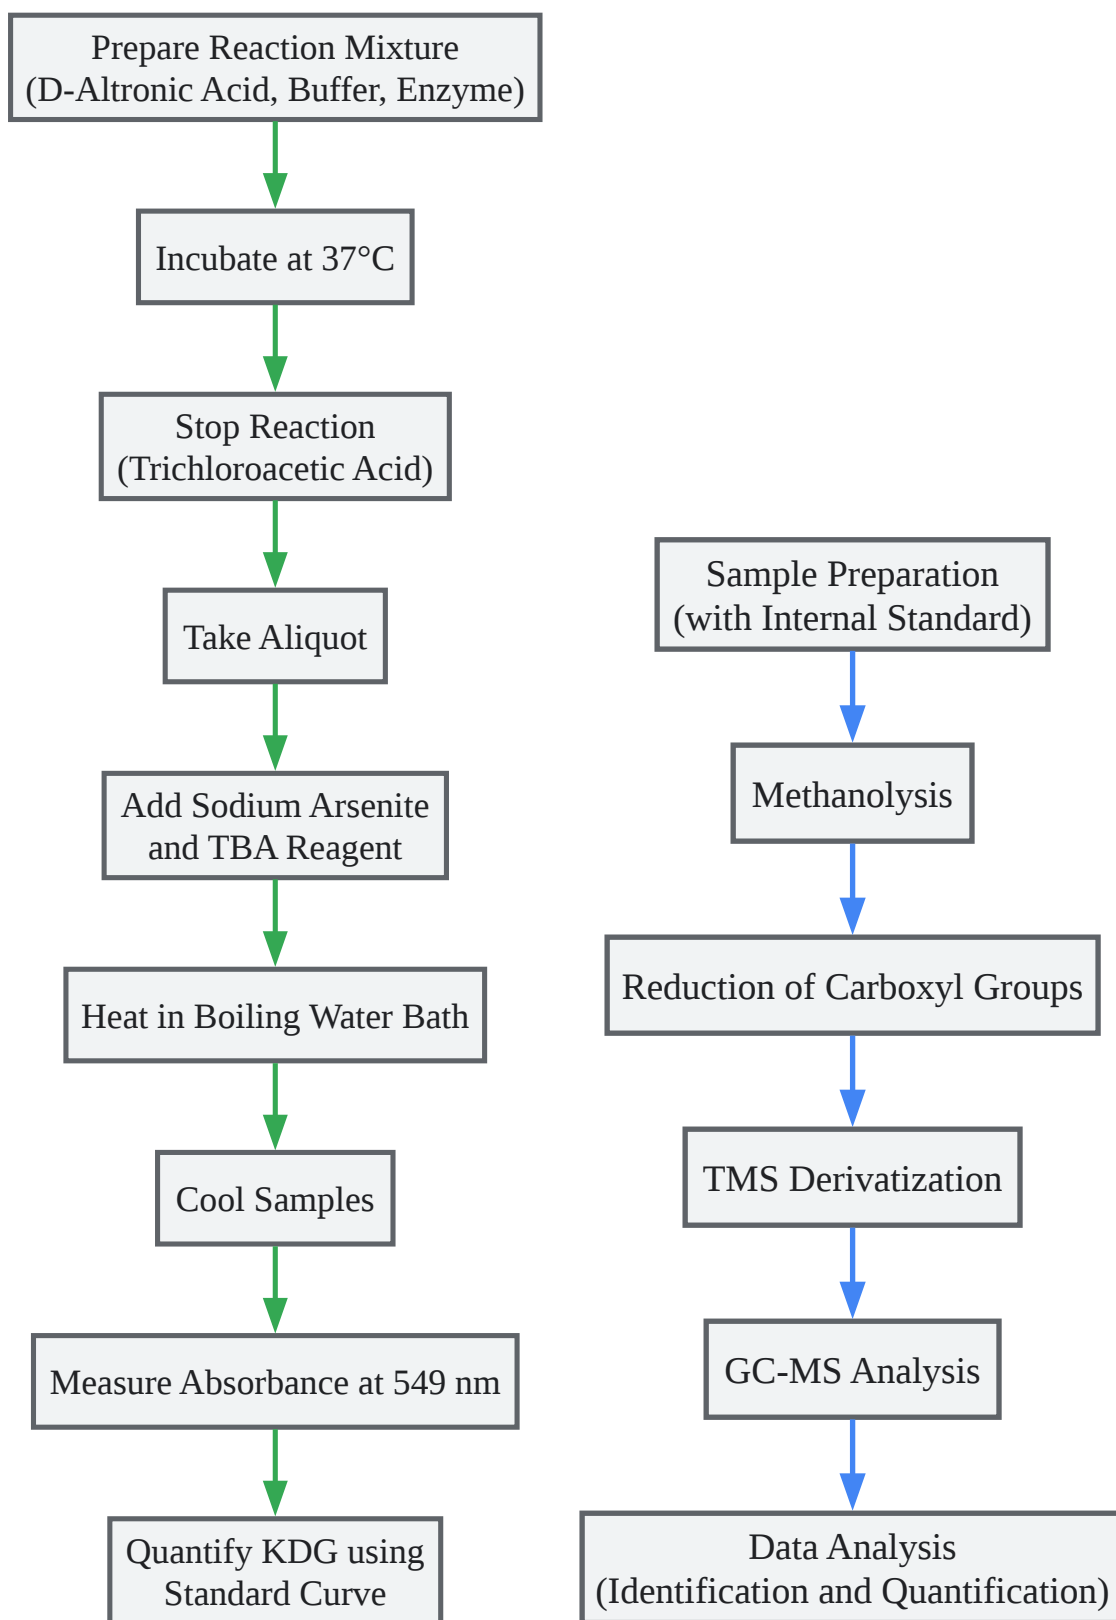 Prepare Reaction Mixture
(D-Altronic Acid, Buffer, Enzyme)
Incubate at 37°C
Stop Reaction
(Trichloroacetic Acid)
Take Aliquot
Add Sodium Arsenite
and TBA Reagent
Heat in Boiling Water Bath
Cool Samples
Measure Absorbance at 549 nm
Quantify KDG using
Standard Curve
Sample Preparation
(with Internal Standard)
Methanolysis
Reduction of Carboxyl Groups
TMS Derivatization
GC-MS Analysis
Data Analysis
(Identification and Quantification)